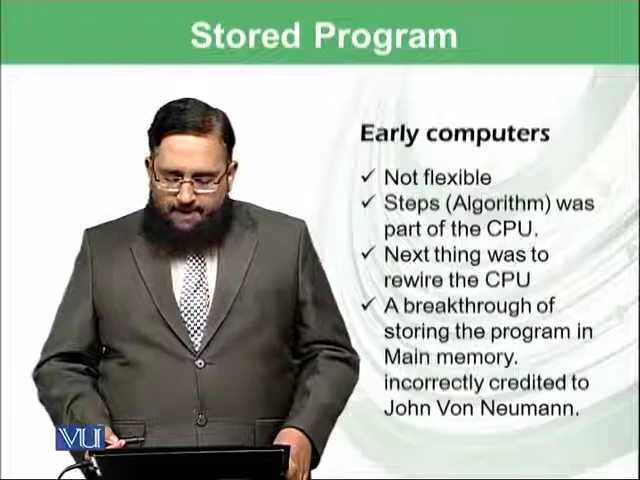 Stored Program
Early computers
✓ Not flexible
✓ Steps (Algorithm) was
part of the CPU.
✓ Next thing was to
rewire the CPU
✓ A breakthrough of
storing the program in
Main memory.
incorrectly credited to
John Von Neumann.
VU